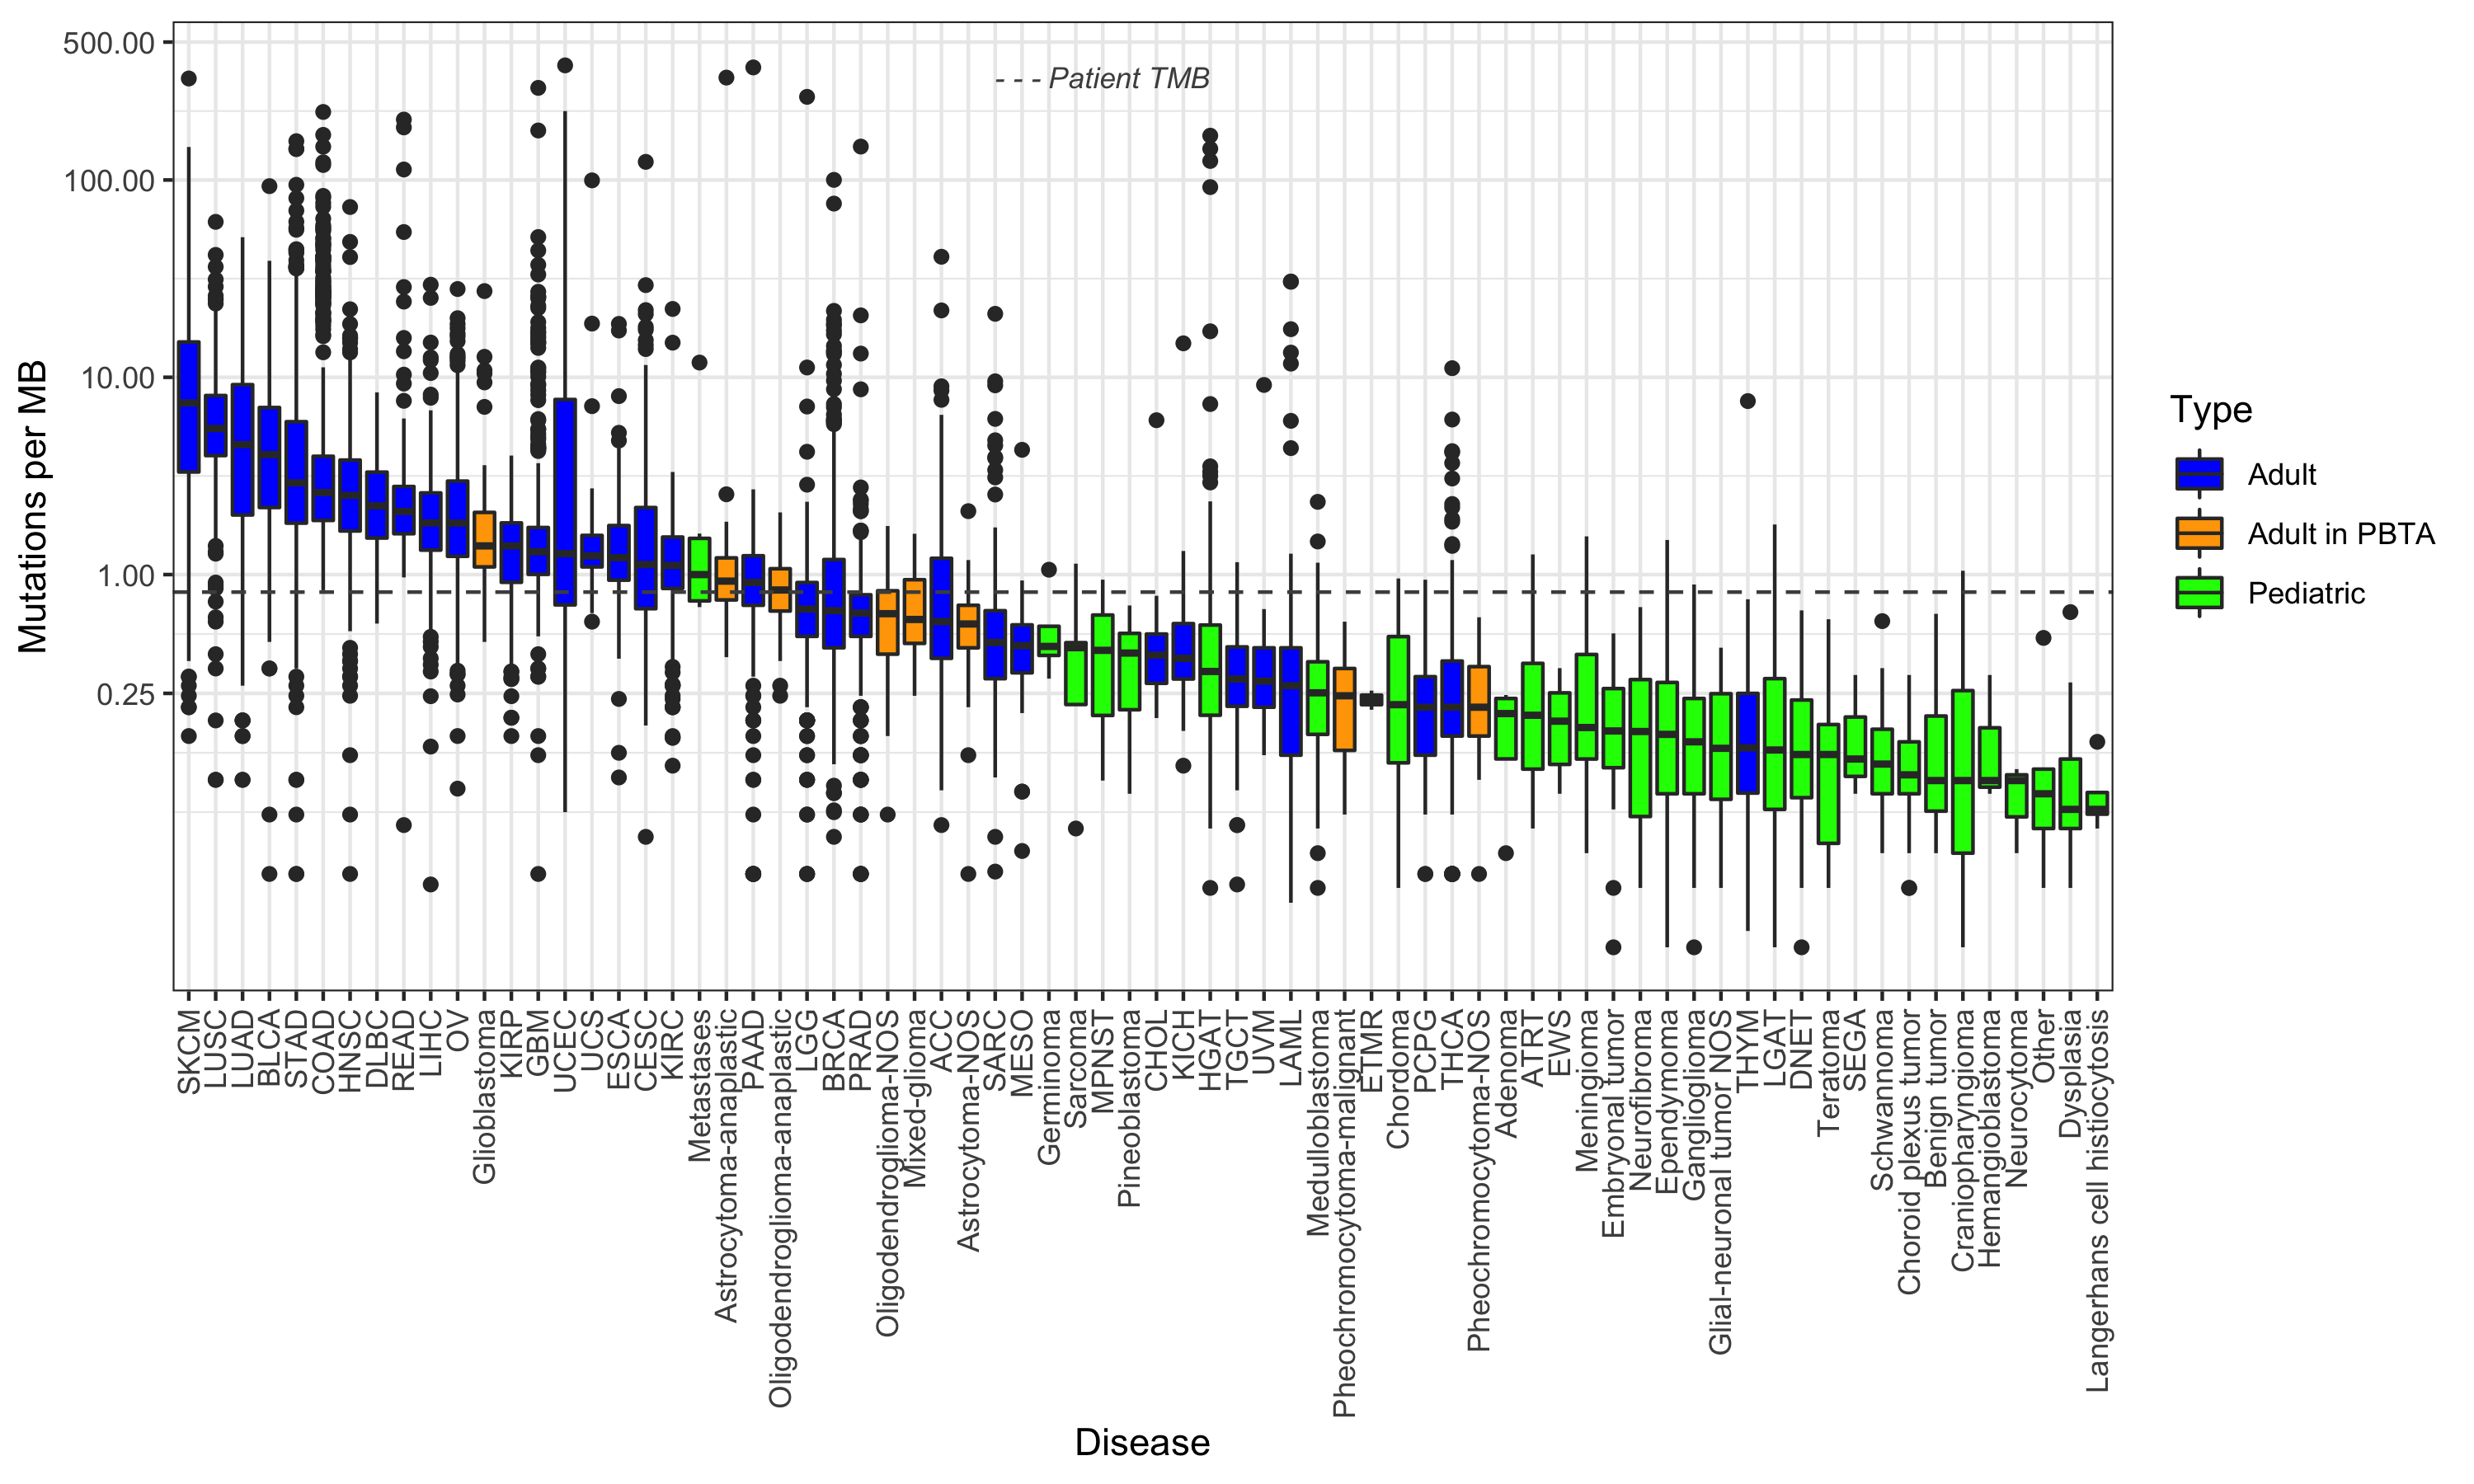 500.00
100.00
10.00
1.00
0.25
Mutations per MB
Patient TMB
SKCM
LUSC
LUAD
BLCA
STAD
COAD
HNSC
DLBC
READ
LIHC
OV
Glioblastoma
KIRP
GBM
UCEC
UCS
ESCA
CESC
KIRC
Metastases
Astrocytoma-anaplastic
PAAD
Oligodendroglioma-anaplastic
LGG
BRCA
PRAD
Oligodendroglioma-NOS
Mixed-glioma
ACC
Astrocytoma-NOS
SARC
MESO
Germinoma
Sarcoma
MPNST
Pineoblastoma
CHOL
KICH
HGAT
TGCT
UVM
LAML
Medulloblastoma
Pheochromocytoma-malignant
ETMR
Chordoma
PCPG
THCA
Pheochromocytoma-NOS
Adenoma
ATRT
EWS
Meningioma
Embryonal tumor
Neurofibroma
Ependymoma
Ganglioglioma
Glial-neuronal tumor NOS
THYM
LGAT
DNET
Teratoma
SEGA
Schwannoma
Choroid plexus tumor
Benign tumor
Craniopharyngioma
Hemangioblastoma
Neurocytoma
Other
Dysplasia
Langerhans cell histiocytosis
Disease
Type
Adult
Adult in PBTA
Pediatric